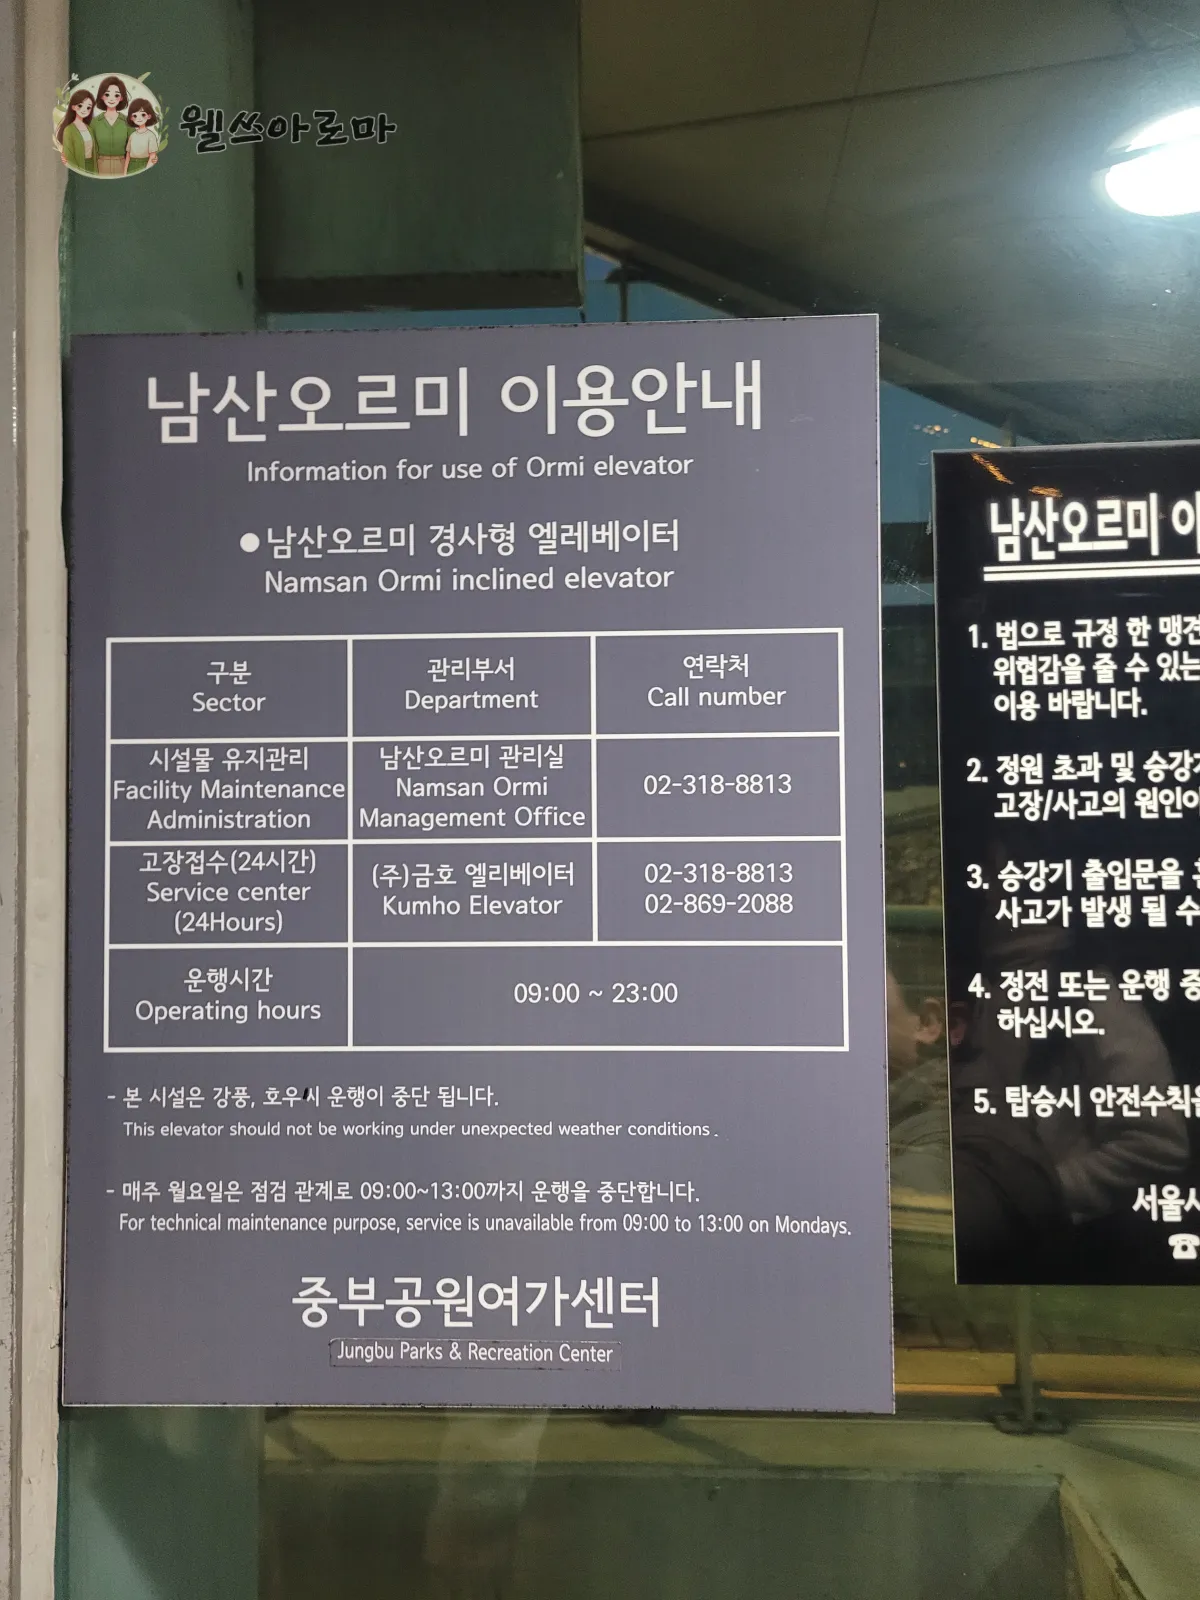 웰쓰아로마
남산오르미 이용안내
Information for use of Ormi elevator
●남산오르미 경사형 엘레베이터
Namsan Ormi inclined elevator
구분
Sector
관리부서
Department
연락처
Call number
시설물 유지관리
Facility Maintenance
Administration
남산오르미 관리실
Namsan Ormi
Management Office
02-318-8813
고장접수(24시간)
Service center
(24Hours)
(주)금호 엘리베이터
Kumho Elevator
02-318-8813
02-869-2088
운행시간
Operating hours
09:00 ~ 23:00
- 본 시설은 강풍, 호우시 운행이 중단 됩니다.
This elevator should not be working under unexpected weather conditions.
- 매주 월요일은 점검 관계로 09:00~13:00까지 운행을 중단합니다.
For technical maintenance purpose, service is unavailable from 09:00 to 13:00 on Mondays.
중부공원여가센터
Jungbu Parks & Recreation Center
남산오르미 이
1. 법으로 규정 한 맹견
위협감을 줄 수 있는
이용 바랍니다.
2. 정원 초과 및 승강기
고장/사고의 원인이
3. 승강기 출입문을
사고가 발생 될 수
4. 정전 또는 운행 중
하십시오.
5. 탑승시 안전수칙을
서울시
☎